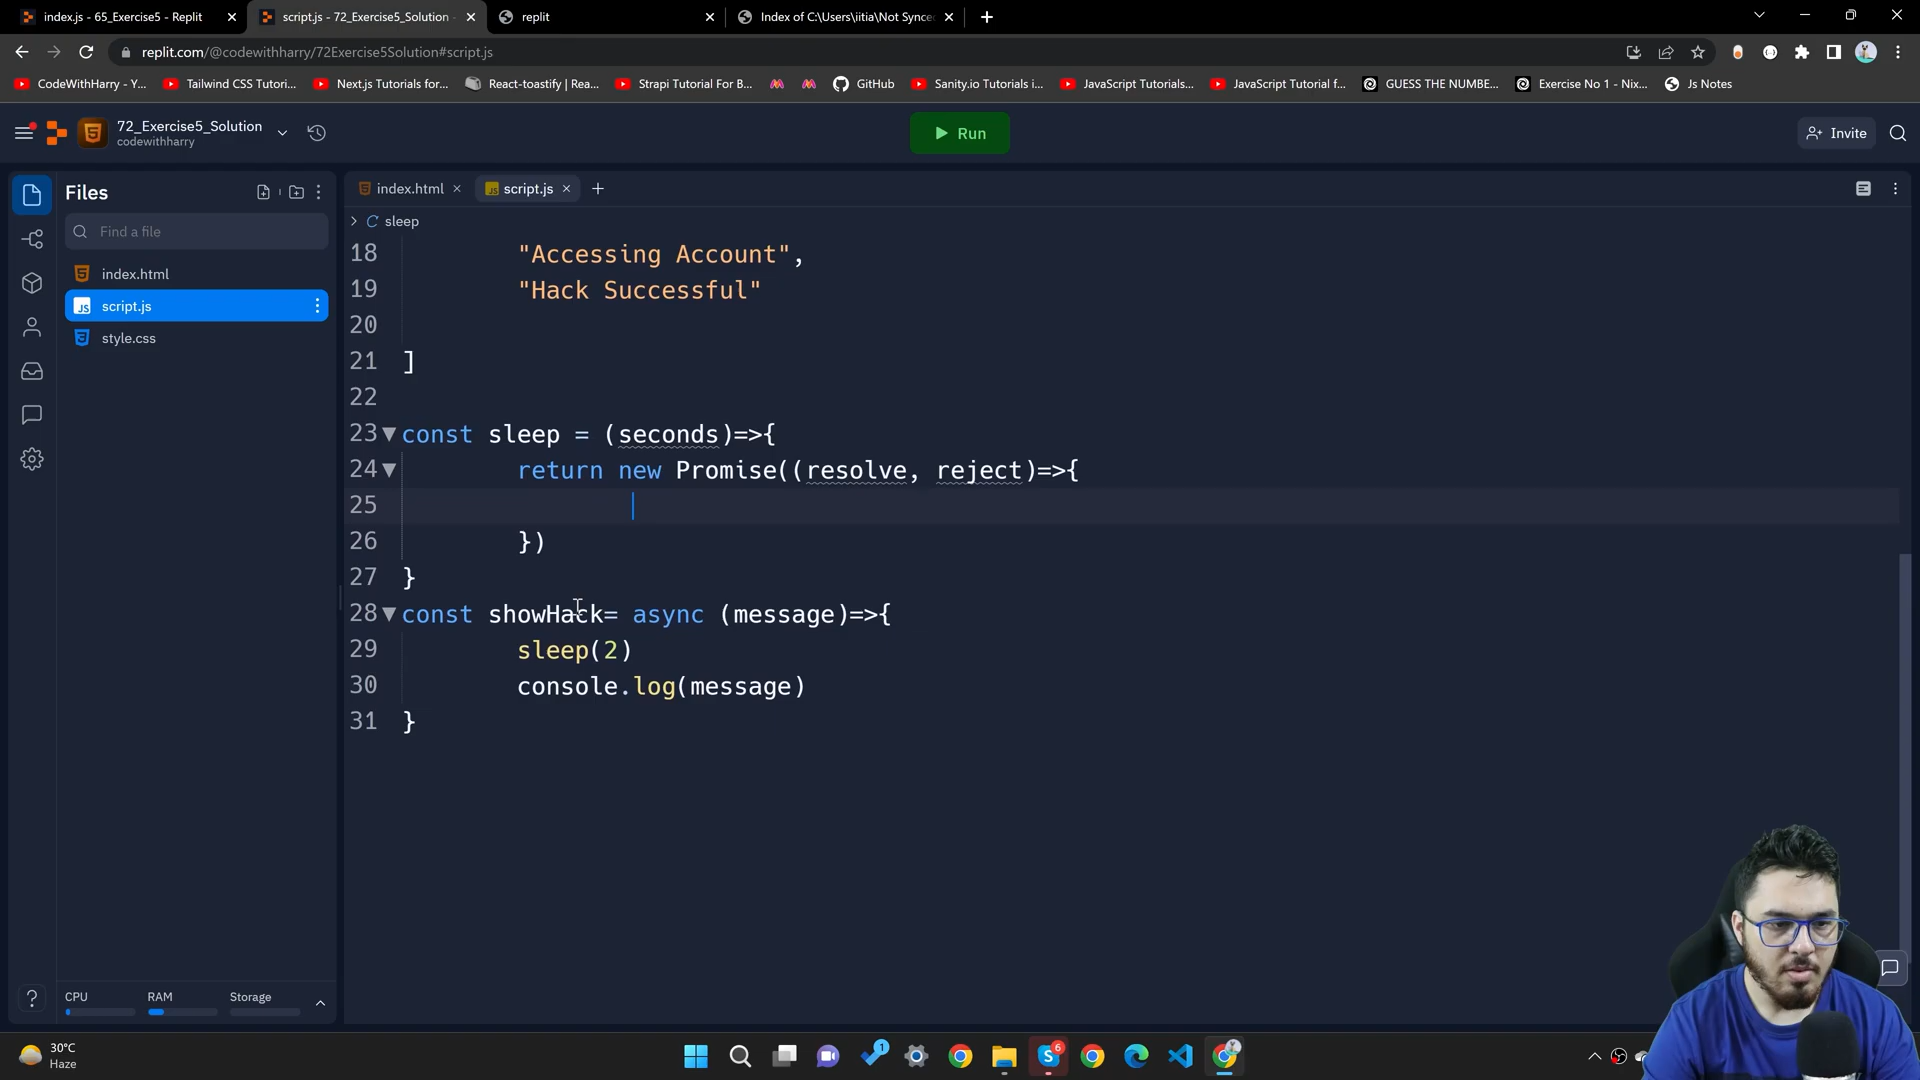 index.js - 65_Exercise5 - Replit
script.js - 72_Exercise5_Solution -
replit
Index of C:\Users\iitia\Not Synced
replit.com/@codewithharry/72Exercise5Solution#script.js
CodeWithHarry - Y...
Tailwind CSS Tutori...
Next.js Tutorials for...
React-toastify | Rea...
Strapi Tutorial For B...
GitHub
Sanity.io Tutorials i...
JavaScript Tutorials...
JavaScript Tutorial f...
GUESS THE NUMBE...
Exercise No 1 - Nix...
Js Notes
72_Exercise5_Solution
codewithharry
Run
Invite
Files
Find a file
index.html
script.js
style.css
index.html
script.js
sleep
18 "Accessing Account",
19 "Hack Successful"
20
21 ]
22
23 const sleep = (seconds)=>{
24 return new Promise((resolve, reject)=>{
25
26 })
27 }
28 const showHack= async (message)=>{
29 sleep(2)
30 console.log(message)
31 }
CPU
RAM
Storage
30°C
Haze
1
6